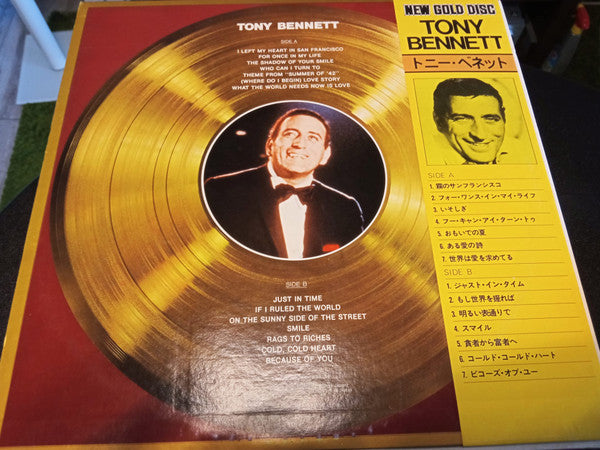 TONY BENNETT
SIDE A
I LEFT MY HEART IN SAN FRANCISCO
FOR ONCE IN MY LIFE
THE SHADOW OF YOUR SMILE
WHO CAN I TURN TO
THEME FROM "SUMMER OF '42"
(WHERE DO I BEGIN) LOVE STORY
WHAT THE WORLD NEEDS NOW IS LOVE
SIDE B
JUST IN TIME
IF I RULED THE WORLD
ON THE SUNNY SIDE OF THE STREET
SMILE
RAGS TO RICHES
COLD, COLD HEART
BECAUSE OF YOU
NEW GOLD DISC
TONY
BENNETT
トニー・ベネット
SIDE A
1. 霧のサンフランシスコ
2. フォー・ワンス・イン・マイ・ライフ
3. いそしぎ
4. フー・キャン・アイ・ターン・トゥ
5. おもいでの夏
6. ある愛の詩
7. 世界は愛を求めてる
SIDE B
1. ジャスト・イン・タイム
2. もし世界を握れば
3. 明るい表通りで
4. スマイル
5. 貧者から富者へ
6. コールド・コールド・ハート
7. ビコーズ・オブ・ユー